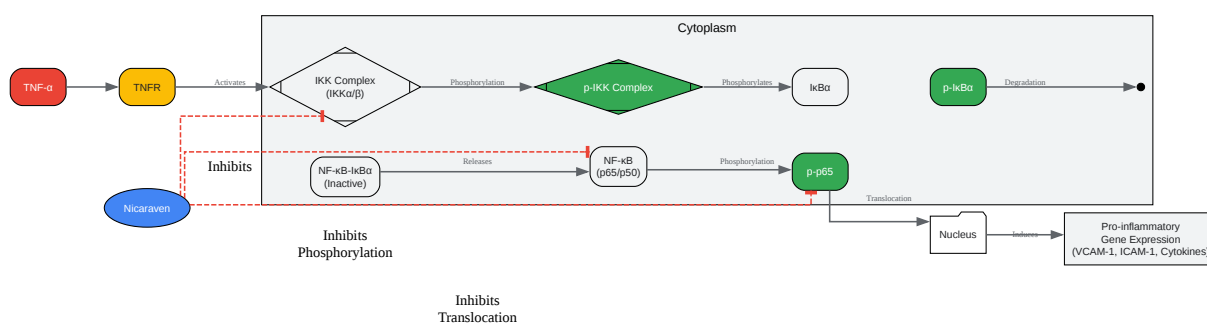 Cytoplasm
TNF-α
TNFR
Activates
IKK Complex
(IKKα/β)
Phosphorylation
p-IKK Complex
Phosphorylates
IκBα
p-IκBα
Degradation
Inhibits
NF-κB-IκBα
(Inactive)
Releases
NF-κB
(p65/p50)
Phosphorylation
p-p65
Nicaraven
Translocation
Inhibits
Phosphorylation
Nucleus
Induces
Pro-inflammatory
Gene Expression
(VCAM-1, ICAM-1, Cytokines)
Inhibits
Translocation